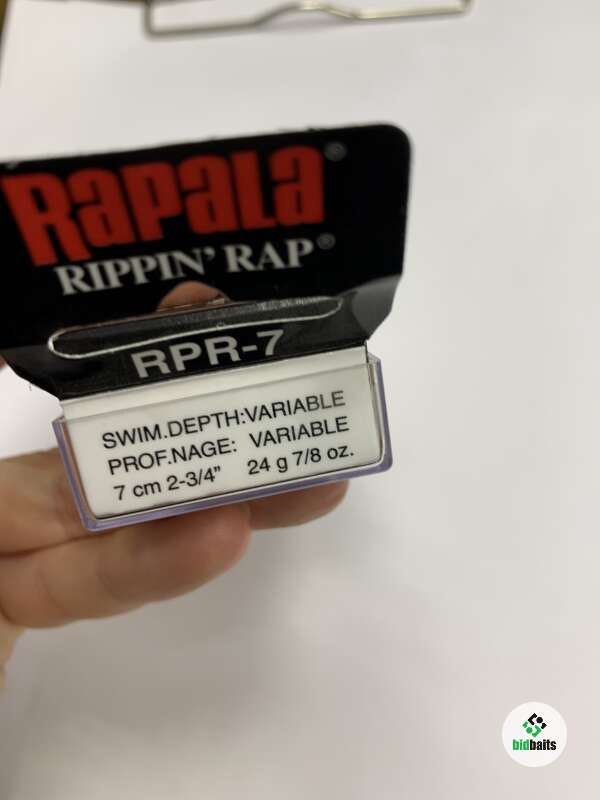 Rapala®
RIPPIN' RAP®
RPR-7
SWIM.DEPTH:VARIABLE
PROF.NAGE: VARIABLE
7 cm 2-3/4" 24 g 7/8 oz.
bidbaits